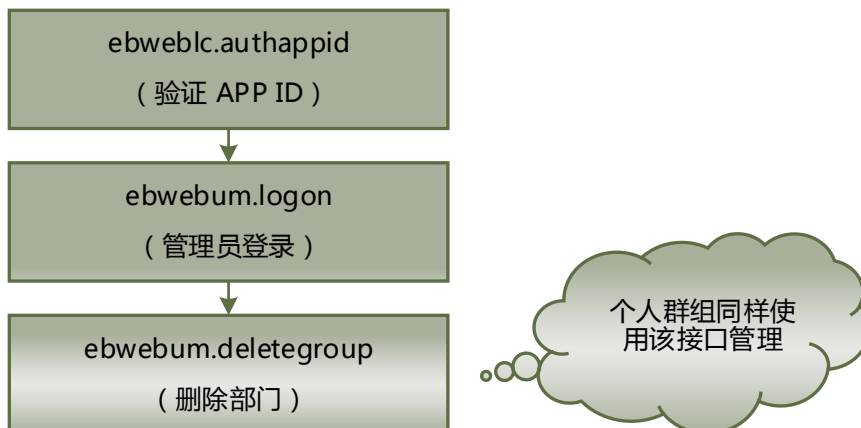 ebweblc.authappid
（验证 APP ID）
ebwebum.logon
（管理员登录）
ebwebum.deletegroup
（删除部门）
个人群组同样使
用该接口管理